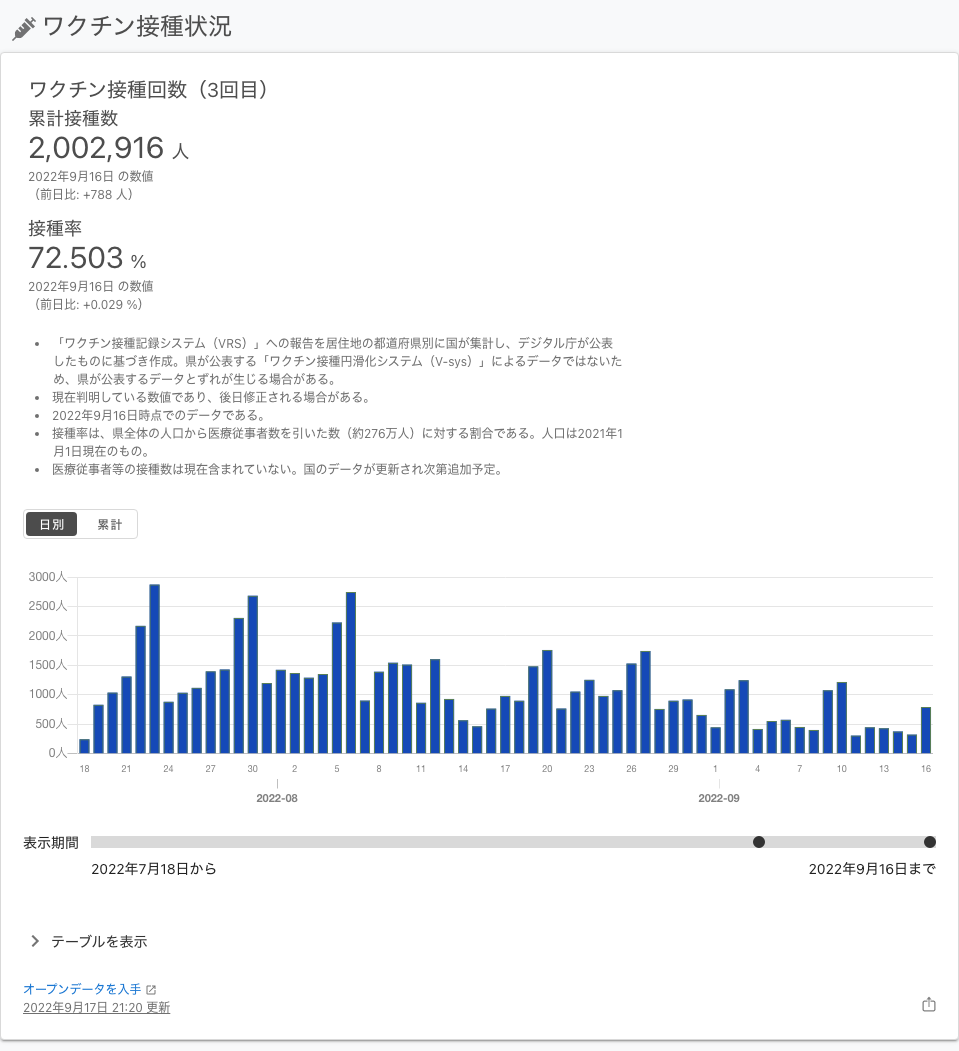 ワクチン接種状況
ワクチン接種回数（3回目）
累計接種数
2,002,916 人
2022年9月16日 の数値
（前日比: +788 人）
接種率
72.503 %
2022年9月16日 の数値
（前日比: +0.029 %）
• 「ワクチン接種記録システム（VRS）」への報告を居住地の都道府県別に国が集計し、デジタル庁が公表
したものに基づき作成。県が公表する「ワクチン接種円滑化システム（V-sys）」によるデータではないた
め、県が公表するデータとずれが生じる場合がある。
• 現在判明している数値であり、後日修正される場合がある。
• 2022年9月16日時点でのデータである。
• 接種率は、県全体の人口から医療従事者数を引いた数（約276万人）に対する割合である。人口は2021年1
月1日現在のもの。
• 医療従事者等の接種数は現在含まれていない。国のデータが更新され次第追加予定。
日別 累計
3000人
2500人
2000人
1500人
1000人
500人
0人
18 21 24 27 30 2 5 8 11 14 17 20 23 26 29 1 4 7 10 13 16
2022-08 2022-09
表示期間
2022年7月18日から 2022年9月16日まで
テーブルを表示
オープンデータを入手
2022年9月17日 21:20 更新